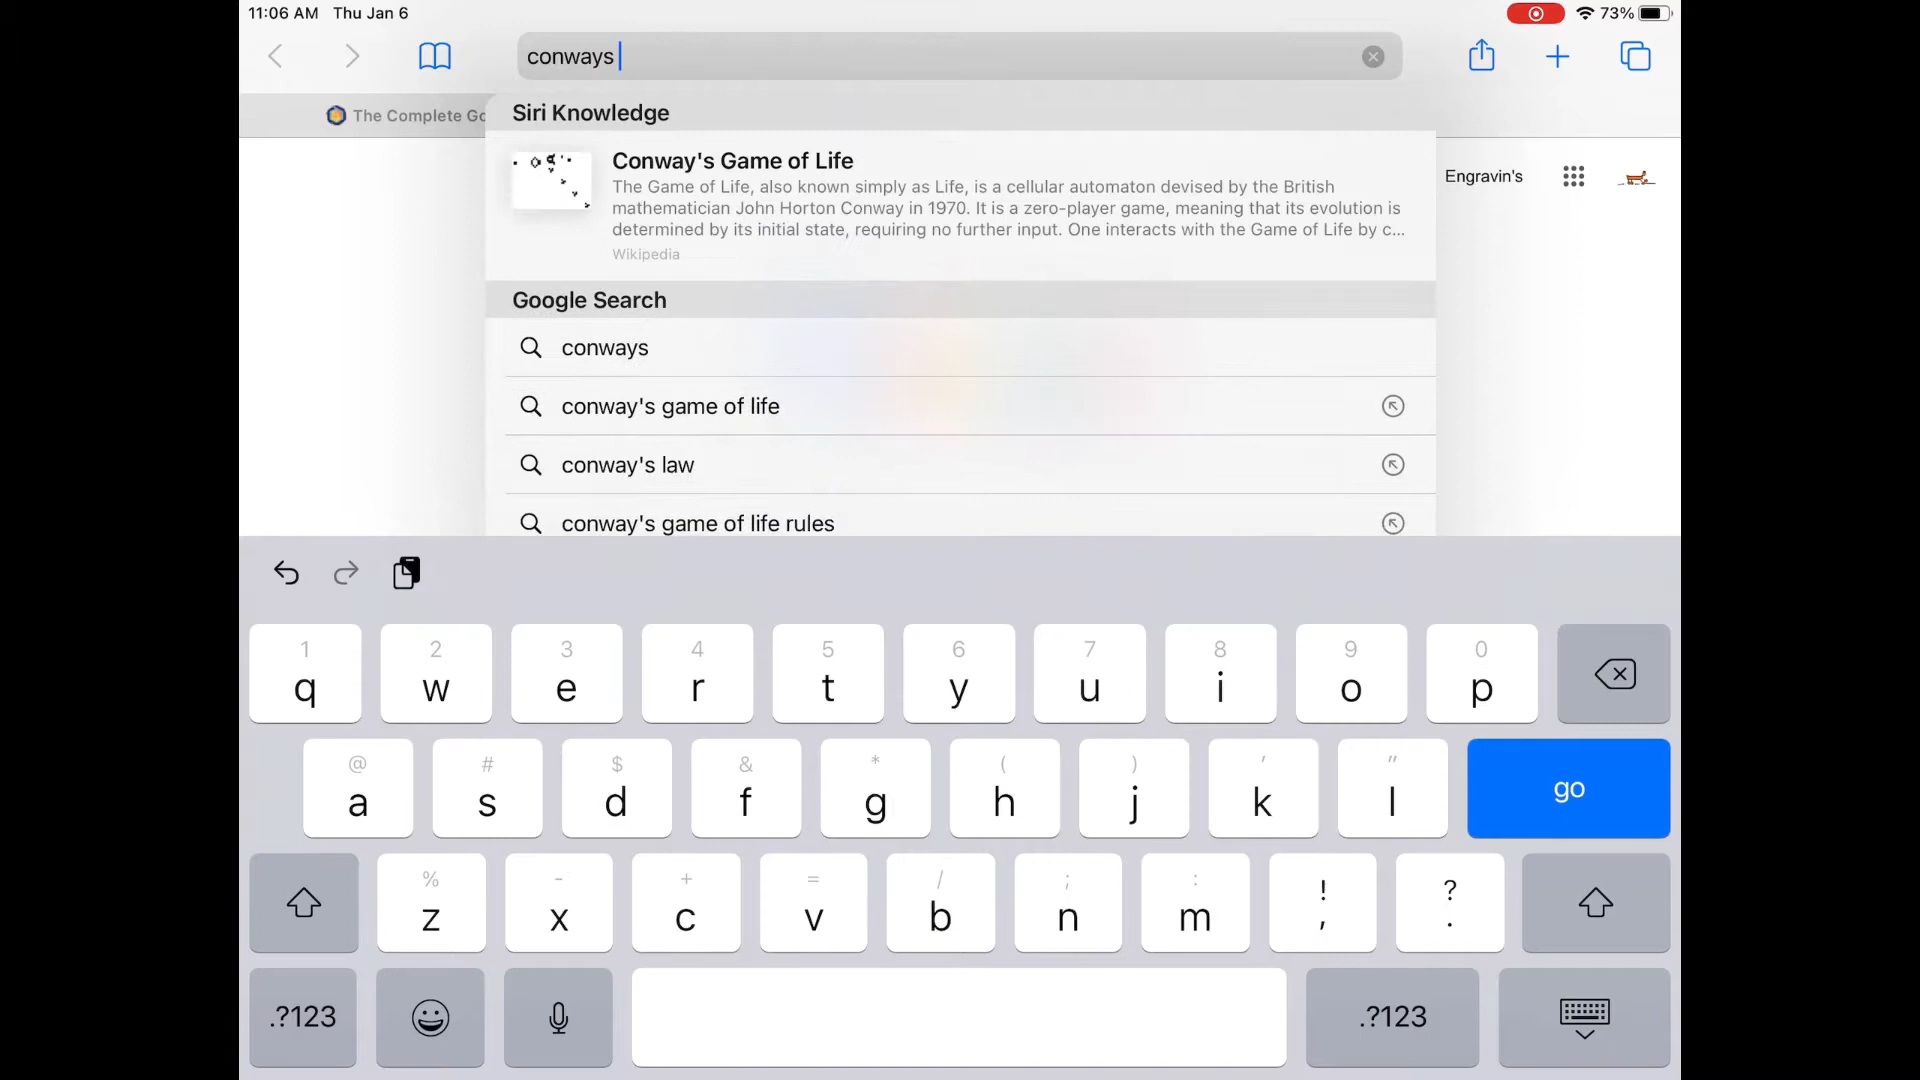 11:06 AM Thu Jan 6
73%
conways
The Complete Go
Siri Knowledge
Conway's Game of Life
The Game of Life, also known simply as Life, is a cellular automaton devised by the British
mathematician John Horton Conway in 1970. It is a zero-player game, meaning that its evolution is
determined by its initial state, requiring no further input. One interacts with the Game of Life by c...
Wikipedia
Engravin's
Google Search
conways
conway's game of life
conway's law
conway's game of life rules
1 2 3 4 5 6 7 8 9 0
q w e r t y u i o p
@ # $ & * ( ) ' "
a s d f g h j k l go
% - + = / ; : ! ?
z x c v b n m , .
.?123 .?123